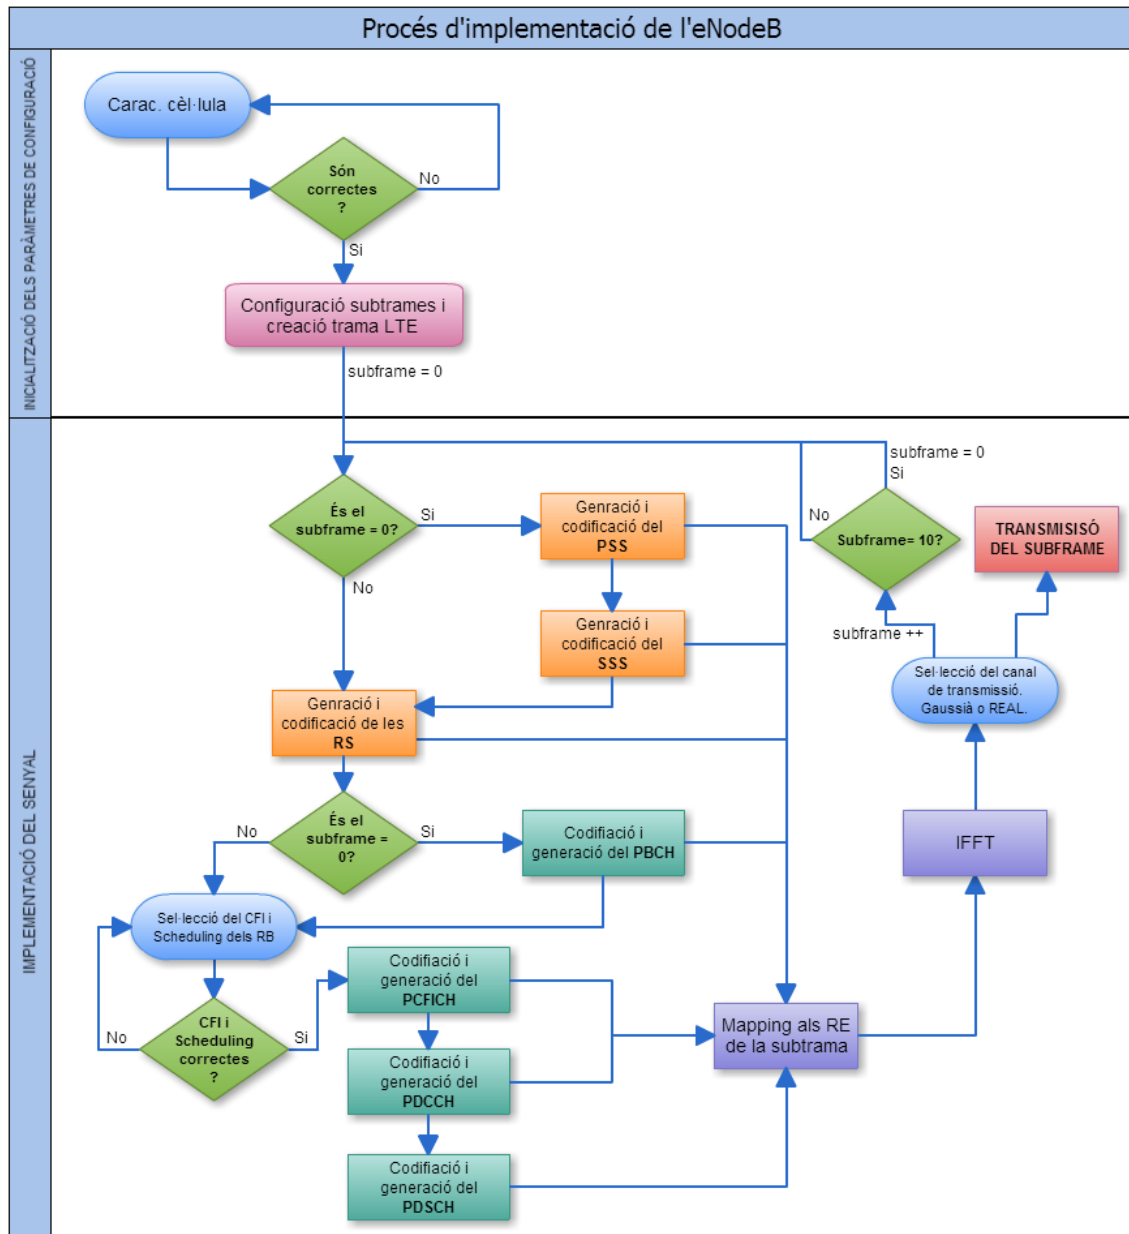 Procés d'implementació de l'eNodeB
INICIALITZACIÓ DELS PARÀMETRES DE CONFIGURACIÓ
Carac. cèl·lula
Són
correctes
?
No
Si
Configuració subtrames i
creació trama LTE
subframe = 0
IMPLEMENTACIÓ DEL SENYAL
És el
subframe = 0?
Si
No
Genració i
codificació del
PSS
Genració i
codificació del
SSS
Genració i
codificació de les
RS
És el
subframe =
0?
No
Si
Codifiació i
generació del PBCH
Sel·lecció del CFI i
Scheduling dels RB
CFI i
Scheduling
correctes
?
No
Si
Codifiació i
generació del
PCFICH
Codifiació i
generació del
PDCCH
Codifiació i
generació del
PDSCH
Mapping als RE
de la subtrama
IFFT
Sel·lecció del canal
de transmissió.
Gaussià o REAL.
subframe ++
Subframe= 10?
No
subframe = 0
Si
TRANSMISISÓ
DEL SUBFRAME